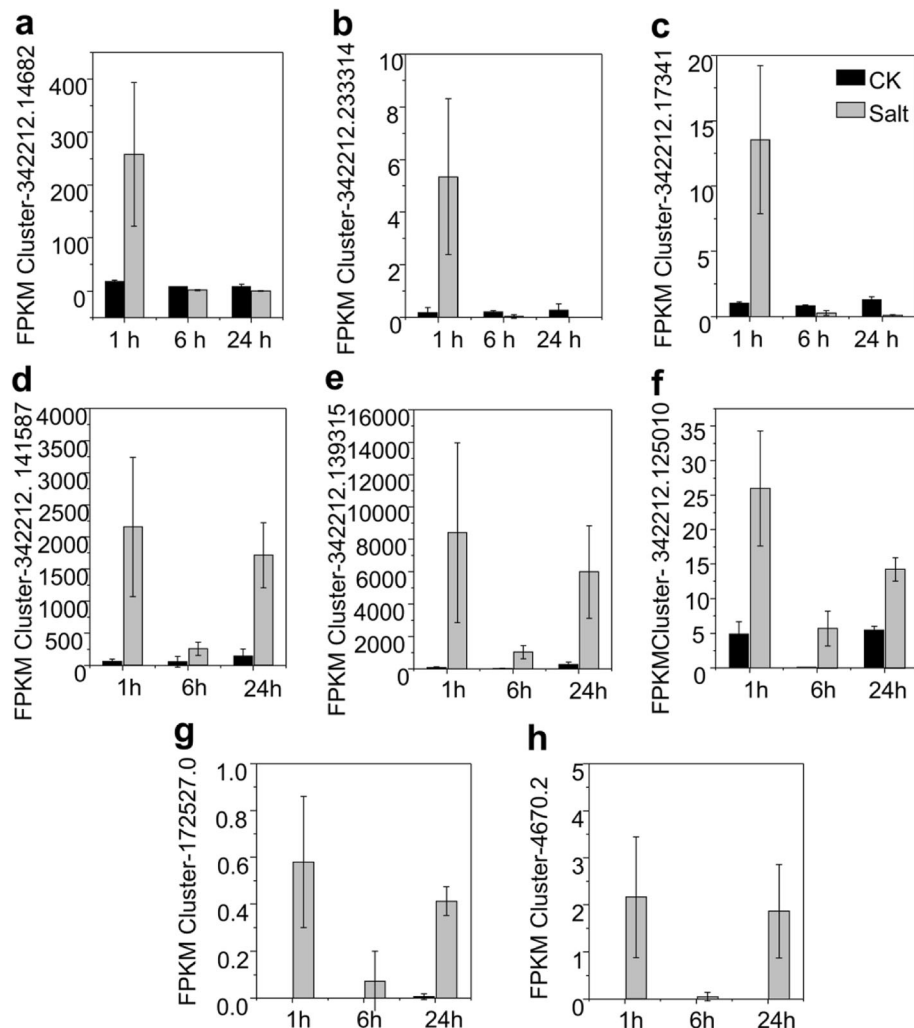 a
FPKM Cluster-342212.14682
400
300
200
100
0
1 h 6 h 24 h
b
FPKM Cluster-342212.233314
10
8
6
4
2
0
1 h 6 h 24 h
c
FPKM Cluster-342212.17341
20
15
10
5
0
CK
Salt
1 h 6 h 24 h
d
FPKM Cluster-342212. 141587
4000
3500
3000
2500
2000
1500
1000
500
0
1h 6h 24h
e
FPKM Cluster-342212.139315
16000
14000
12000
10000
8000
6000
4000
2000
0
1h 6h 24h
f
FPKMCluster- 342212.125010
35
30
25
20
15
10
5
0
1h 6h 24h
g
FPKM Cluster-172527.0
1.0
0.8
0.6
0.4
0.2
0.0
1h 6h 24h
h
FPKM Cluster-4670.2
5
4
3
2
1
0
1h 6h 24h